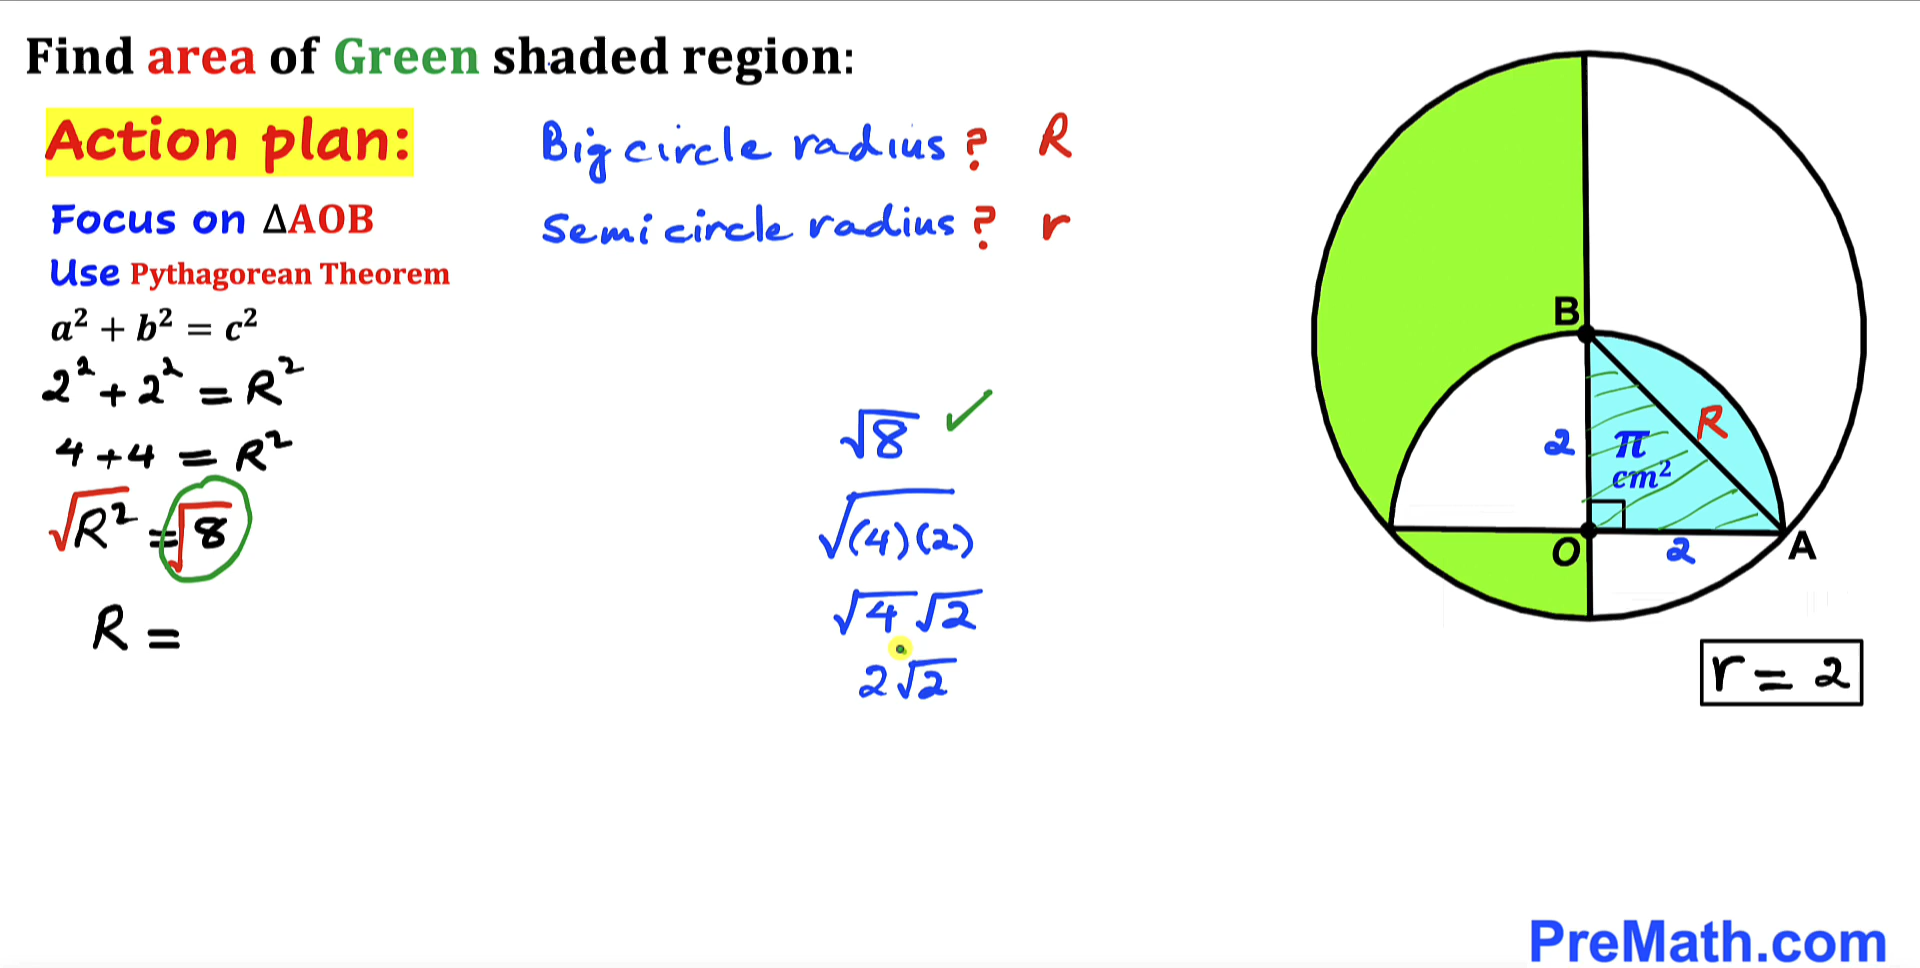 Find area of Green shaded region:
Action plan:
Big circle radius? R
Focus on ΔAOB
Semi circle radius? r
Use Pythagorean Theorem
a² + b² = c²
2² + 2² = R²
4 + 4 = R²
√R² = √8
R =
√8 ✓
√(4)(2)
√4 √2
2√2
B
R
2
π
cm²
O
2
A
r = 2
PreMath.com